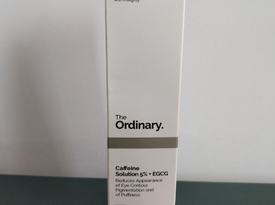 The
Ordinary.
Caffeine
Solution 5% + EGCG
Reduces Appearance
of Eye Contour
Pigmentation and
of Puffiness